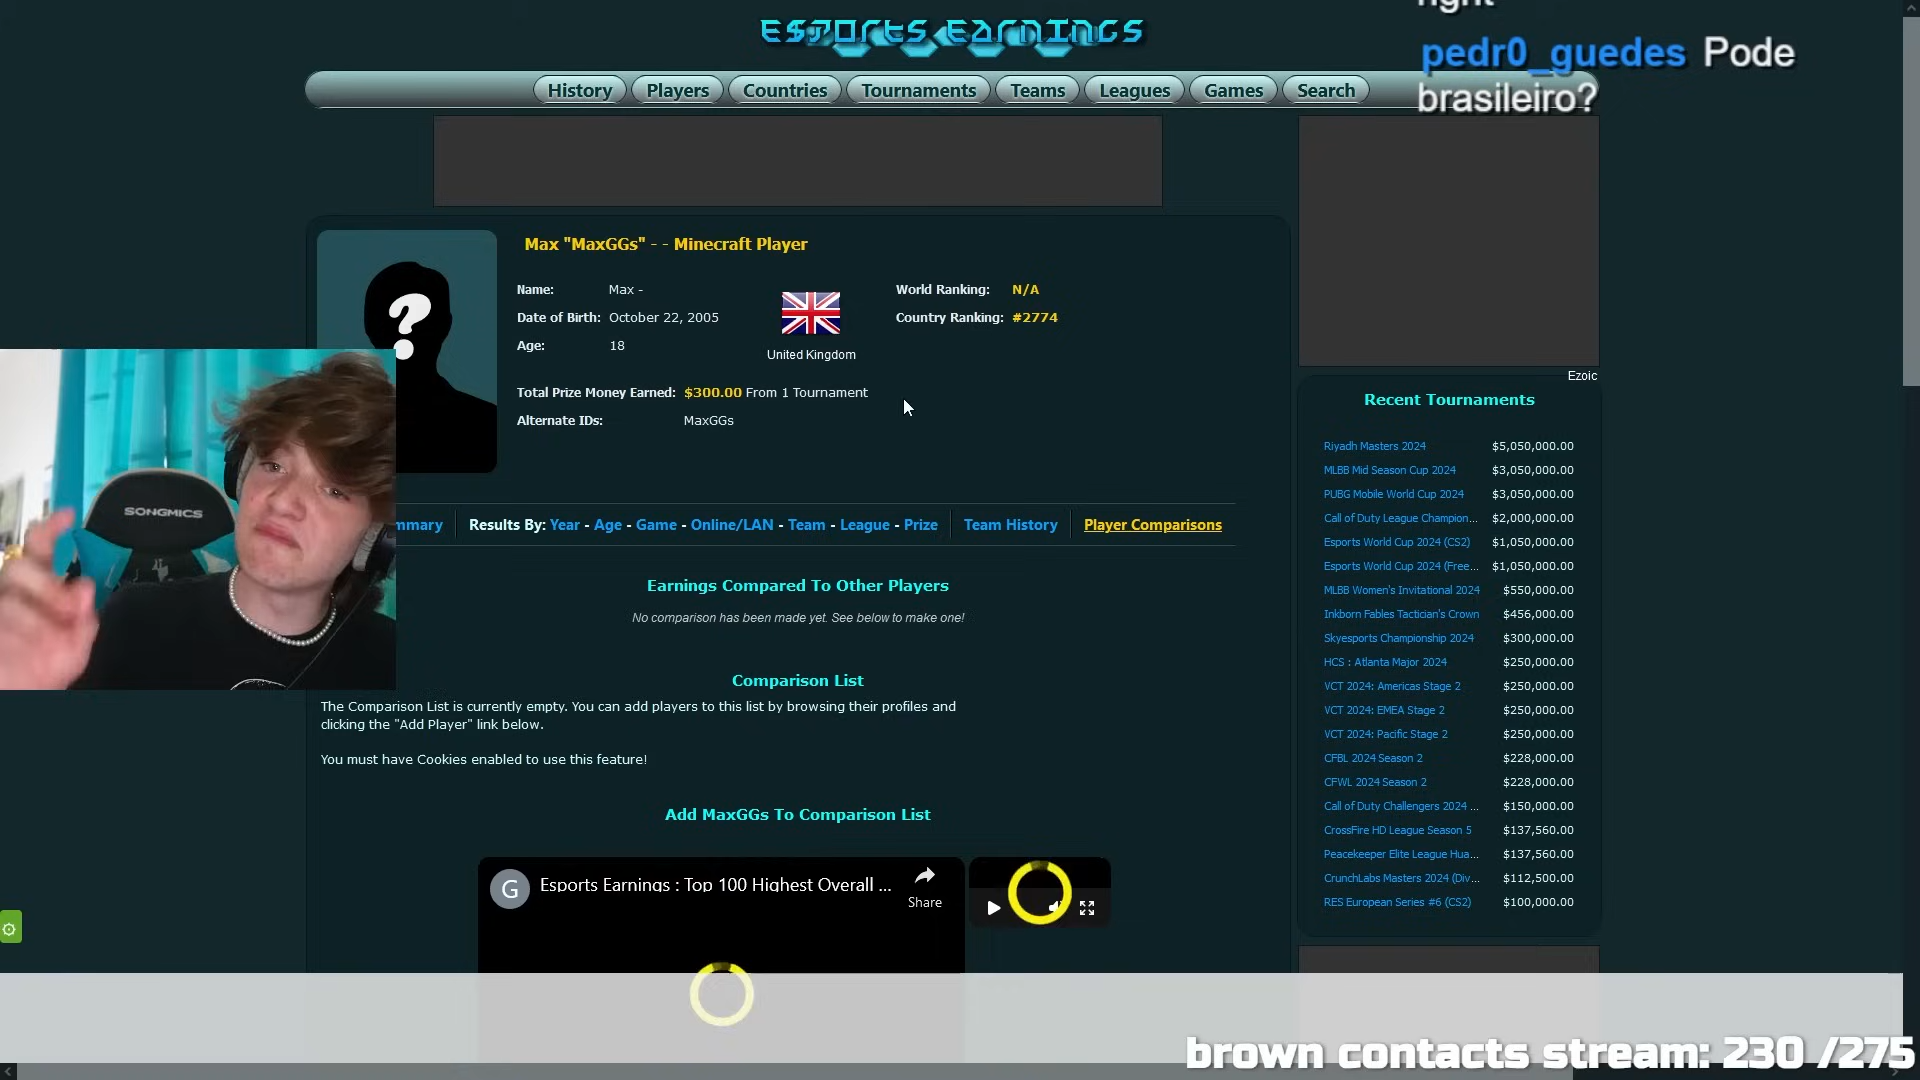 right
pedr0_guedes Pode
brasileiro?
ESPORTS EARNINGS
History
Players
Countries
Tournaments
Teams
Leagues
Games
Search
Max "MaxGGs" - - Minecraft Player
Name: Max -
Date of Birth: October 22, 2005
Age: 18
United Kingdom
World Ranking: N/A
Country Ranking: #2774
Total Prize Money Earned: $300.00 From 1 Tournament
Alternate IDs: MaxGGs
SONGMICS
mmary
Results By: Year - Age - Game - Online/LAN - Team - League - Prize
Team History
Player Comparisons
Earnings Compared To Other Players
No comparison has been made yet. See below to make one!
Comparison List
The Comparison List is currently empty. You can add players to this list by browsing their profiles and
clicking the "Add Player" link below.
You must have Cookies enabled to use this feature!
Add MaxGGs To Comparison List
G
Esports Earnings : Top 100 Highest Overall ...
Share
Ezoic
Recent Tournaments
Riyadh Masters 2024 $5,050,000.00
MLBB Mid Season Cup 2024 $3,050,000.00
PUBG Mobile World Cup 2024 $3,050,000.00
Call of Duty League Champion... $2,000,000.00
Esports World Cup 2024 (CS2) $1,050,000.00
Esports World Cup 2024 (Free... $1,050,000.00
MLBB Women's Invitational 2024 $550,000.00
Inkborn Fables Tactician's Crown $456,000.00
Skyesports Championship 2024 $300,000.00
HCS : Atlanta Major 2024 $250,000.00
VCT 2024: Americas Stage 2 $250,000.00
VCT 2024: EMEA Stage 2 $250,000.00
VCT 2024: Pacific Stage 2 $250,000.00
CFBL 2024 Season 2 $228,000.00
CFWL 2024 Season 2 $228,000.00
Call of Duty Challengers 2024 ... $150,000.00
CrossFire HD League Season 5 $137,560.00
Peacekeeper Elite League Hua... $137,560.00
CrunchLabs Masters 2024 (Div... $112,500.00
RES European Series #6 (CS2) $100,000.00
brown contacts stream: 230 /275